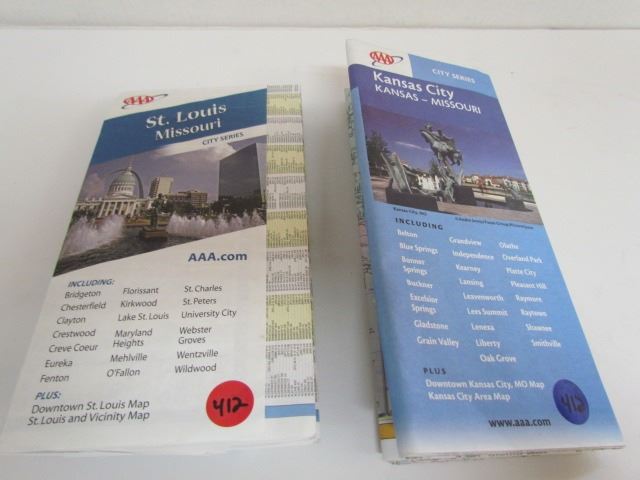 AAA
St. Louis
Missouri
CITY SERIES
AAA.com
INCLUDING:
Bridgeton Florissant St. Charles
Chesterfield Kirkwood St. Peters
Clayton Lake St. Louis University City
Crestwood Maryland Heights Webster Groves
Creve Coeur Mehlville Wentzville
Eureka O'Fallon Wildwood
Fenton
PLUS:
Downtown St. Louis Map
St. Louis and Vicinity Map
412
AAA
CITY SERIES
Kansas City
KANSAS ~ MISSOURI
Kansas City, MO
INCLUDING
Belton Grandview Olathe
Blue Springs Independence Overland Park
Bonner Springs Kearney Platte City
Buckner Lansing Pleasant Hill
Excelsior Springs Leavenworth Raymore
Gladstone Lees Summit Raytown
Grain Valley Lenexa Shawnee
Liberty Smithville
Oak Grove
PLUS
Downtown Kansas City, MO Map
Kansas City Area Map
412
www.aaa.com